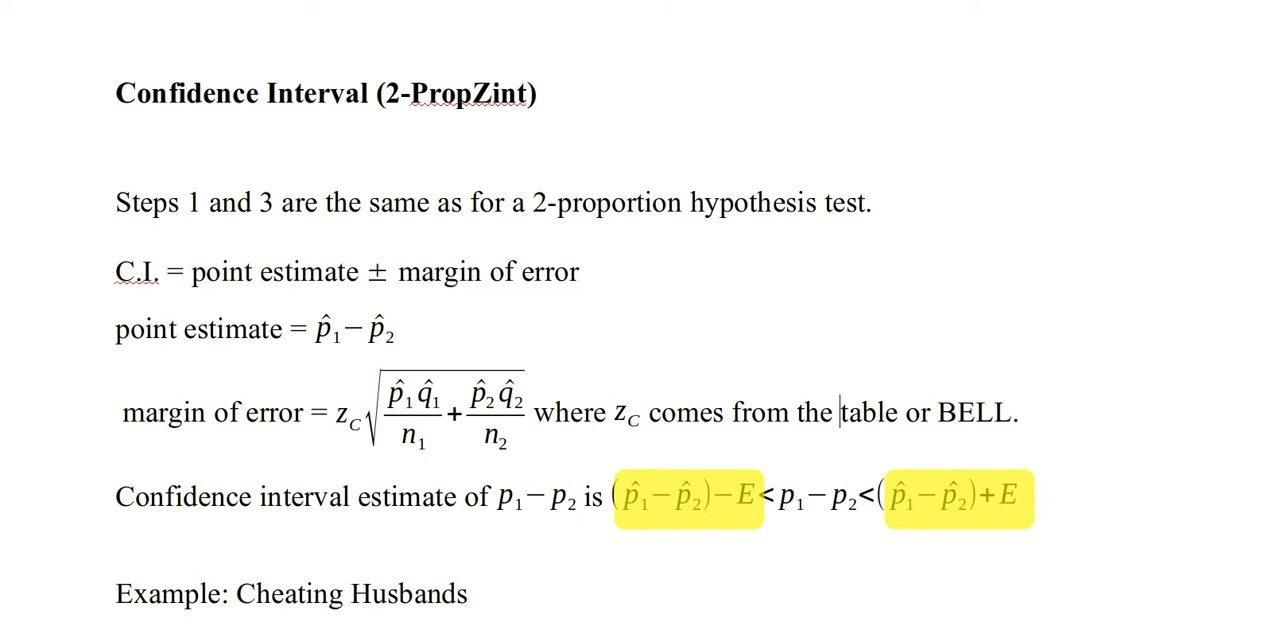 Confidence Interval (2-PropZint)
Steps 1 and 3 are the same as for a 2-proportion hypothesis test.
C.I. = point estimate ± margin of error
point estimate = p̂₁ − p̂₂
margin of error = z_C √(p̂₁q̂₁/n₁ + p̂₂q̂₂/n₂) where z_C comes from the table or BELL.
Confidence interval estimate of p₁ − p₂ is (p̂₁ − p̂₂) − E < p₁ − p₂ < (p̂₁ − p̂₂) + E
Example: Cheating Husbands